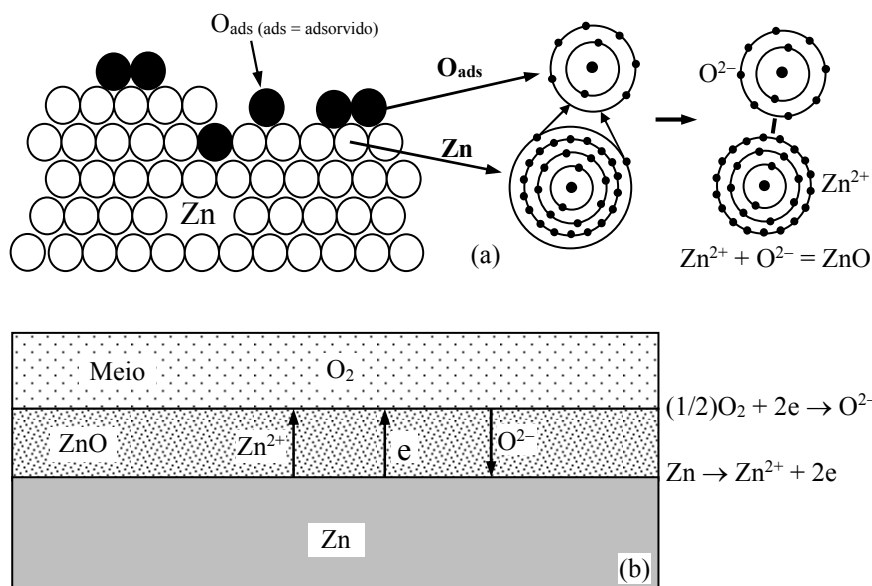 O_ads (ads = adsorvido)
O_ads
O²⁻
Zn
Zn²⁺
Zn
(a)
Zn²⁺ + O²⁻ = ZnO
Meio
O₂
(1/2)O₂ + 2e → O²⁻
ZnO
Zn²⁺
e
O²⁻
Zn → Zn²⁺ + 2e
Zn
(b)